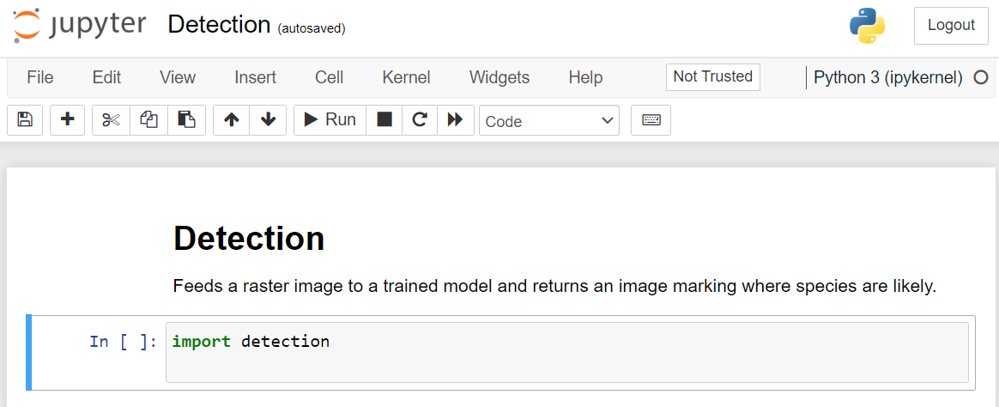 jupyter Detection (autosaved) Logout
File Edit View Insert Cell Kernel Widgets Help Not Trusted Python 3 (ipykernel)
Run Code
Detection
Feeds a raster image to a trained model and returns an image marking where species are likely.
In [ ]: import detection